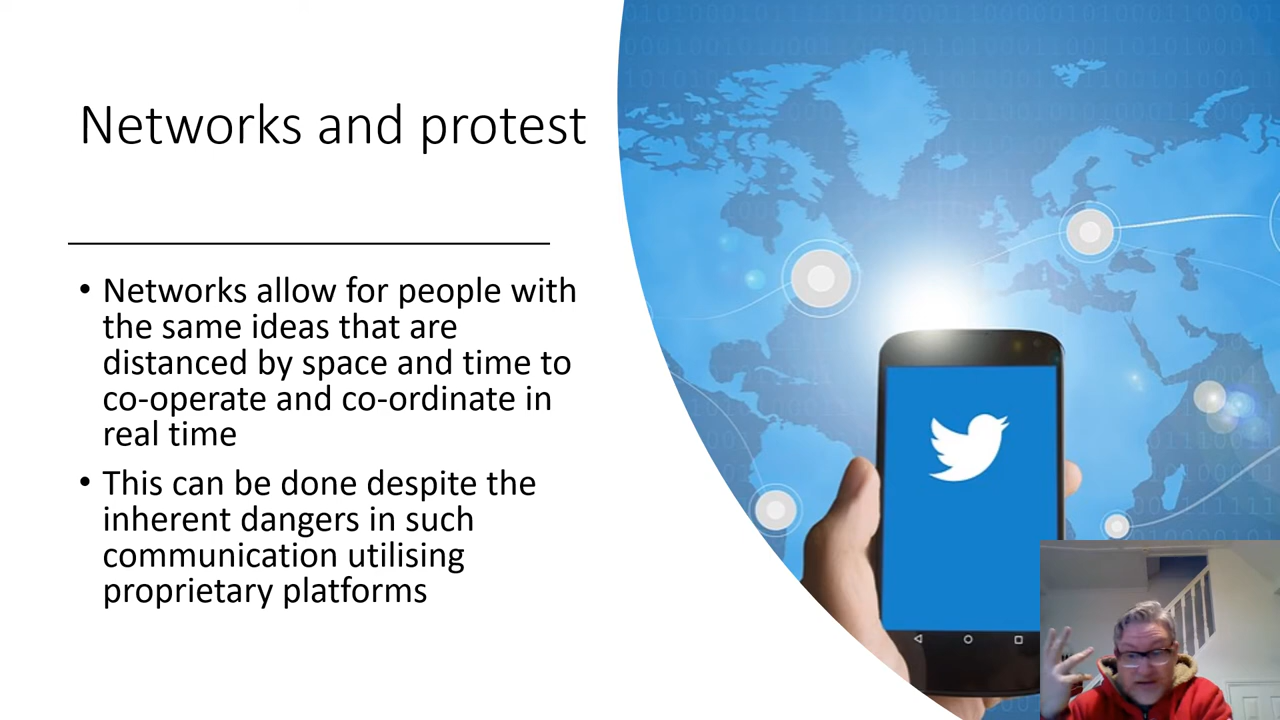 Networks and protest
• Networks allow for people with
the same ideas that are
distanced by space and time to
co-operate and co-ordinate in
real time
• This can be done despite the
inherent dangers in such
communication utilising
proprietary platforms